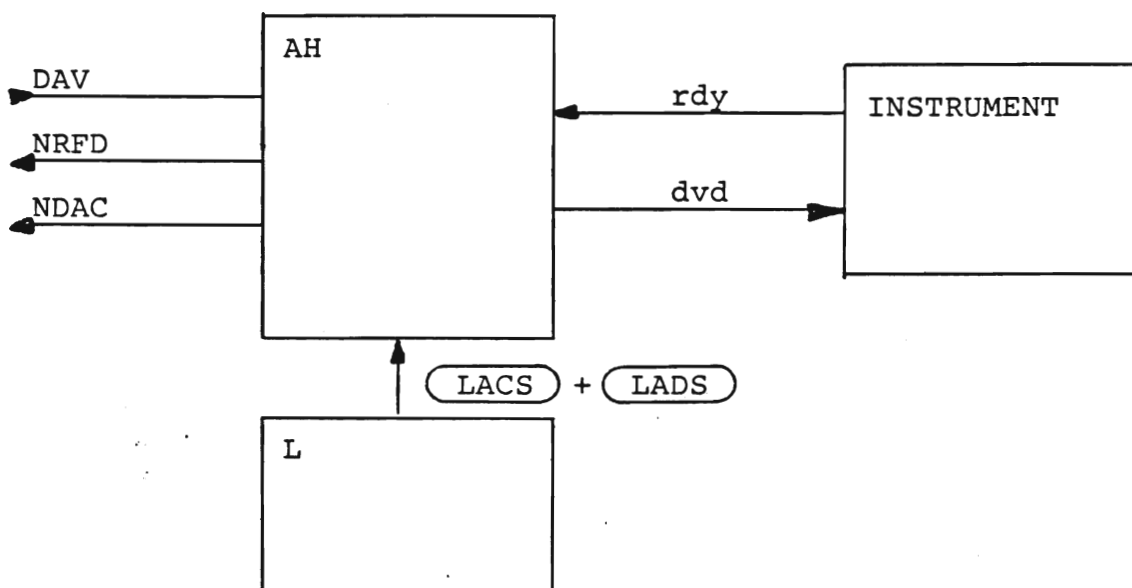 AH
DAV
NRFD
NDAC
rdy
dvd
INSTRUMENT
LACS + LADS
L